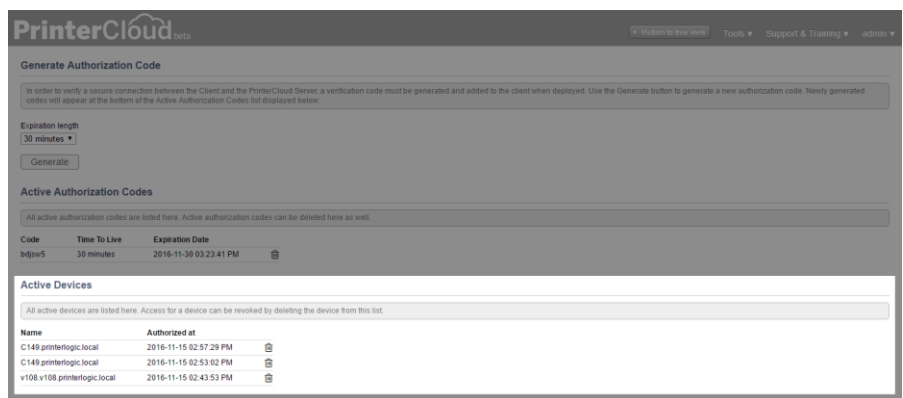 PrinterCloud beta
Return to tree view Tools ▼ Support & Training ▼ admin ▼
Generate Authorization Code
In order to verify a secure connection between the Client and the PrinterCloud Server, a verification code must be generated and added to the client when deployed. Use the Generate button to generate a new authorization code. Newly generated
codes will appear at the bottom of the Active Authorization Codes list displayed below.
Expiration length
30 minutes ▼
Generate
Active Authorization Codes
All active authorization codes are listed here. Active authorization codes can be deleted here as well.
Code Time To Live Expiration Date
bdjsw5 30 minutes 2016-11-30 03:23:41 PM
Active Devices
All active devices are listed here. Access for a device can be revoked by deleting the device from this list.
Name Authorized at
C149.printerlogic.local 2016-11-15 02:57:29 PM
C149.printerlogic.local 2016-11-15 02:53:02 PM
v108.v108.printerlogic.local 2016-11-15 02:43:53 PM